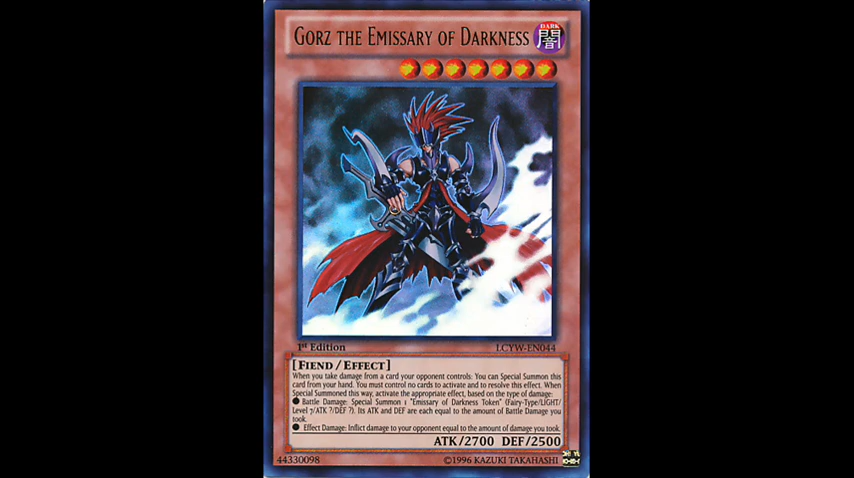 GORZ THE EMISSARY OF DARKNESS
DARK
闇
1st Edition
LCYW-EN044
[FIEND/EFFECT]
When you take damage from a card your opponent controls: You can Special Summon this
card from your hand. You must control no cards to activate and to resolve this effect. When
Special Summoned this way, activate the appropriate effect, based on the type of damage:
● Battle Damage: Special Summon 1 "Emissary of Darkness Token" (Fairy-Type/LIGHT/
Level 7/ATK ?/DEF ?). Its ATK and DEF are each equal to the amount of Battle Damage you
took.
● Effect Damage: Inflict damage to your opponent equal to the amount of damage you took.
ATK/2700 DEF/2500
44330098
©1996 KAZUKI TAKAHASHI